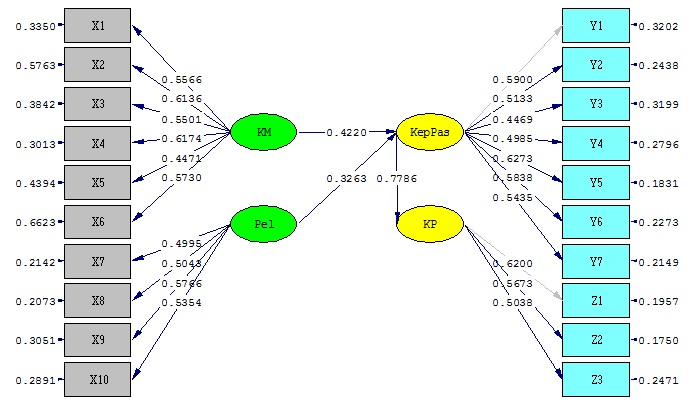 0.3350 X1 Y1 0.3202
0.5763 X2 Y2 0.2438
0.5566 0.5900
0.6136 0.5133
0.3842 X3 Y3 0.3199
0.5501 0.4469
KM 0.4220 KepPas
0.3013 X4 0.6174 0.4985 Y4 0.2796
0.4471 0.6273
0.4394 X5 0.5730 0.3263 0.7786 0.5838 Y5 0.1831
0.5435
0.6623 X6 Pel KP Y6 0.2273
0.4995
0.2142 X7 0.5043 0.6200 Y7 0.2149
0.5766 0.5673
0.2073 X8 0.5354 0.5038 Z1 0.1957
0.3051 X9 Z2 0.1750
0.2891 X10 Z3 0.2471